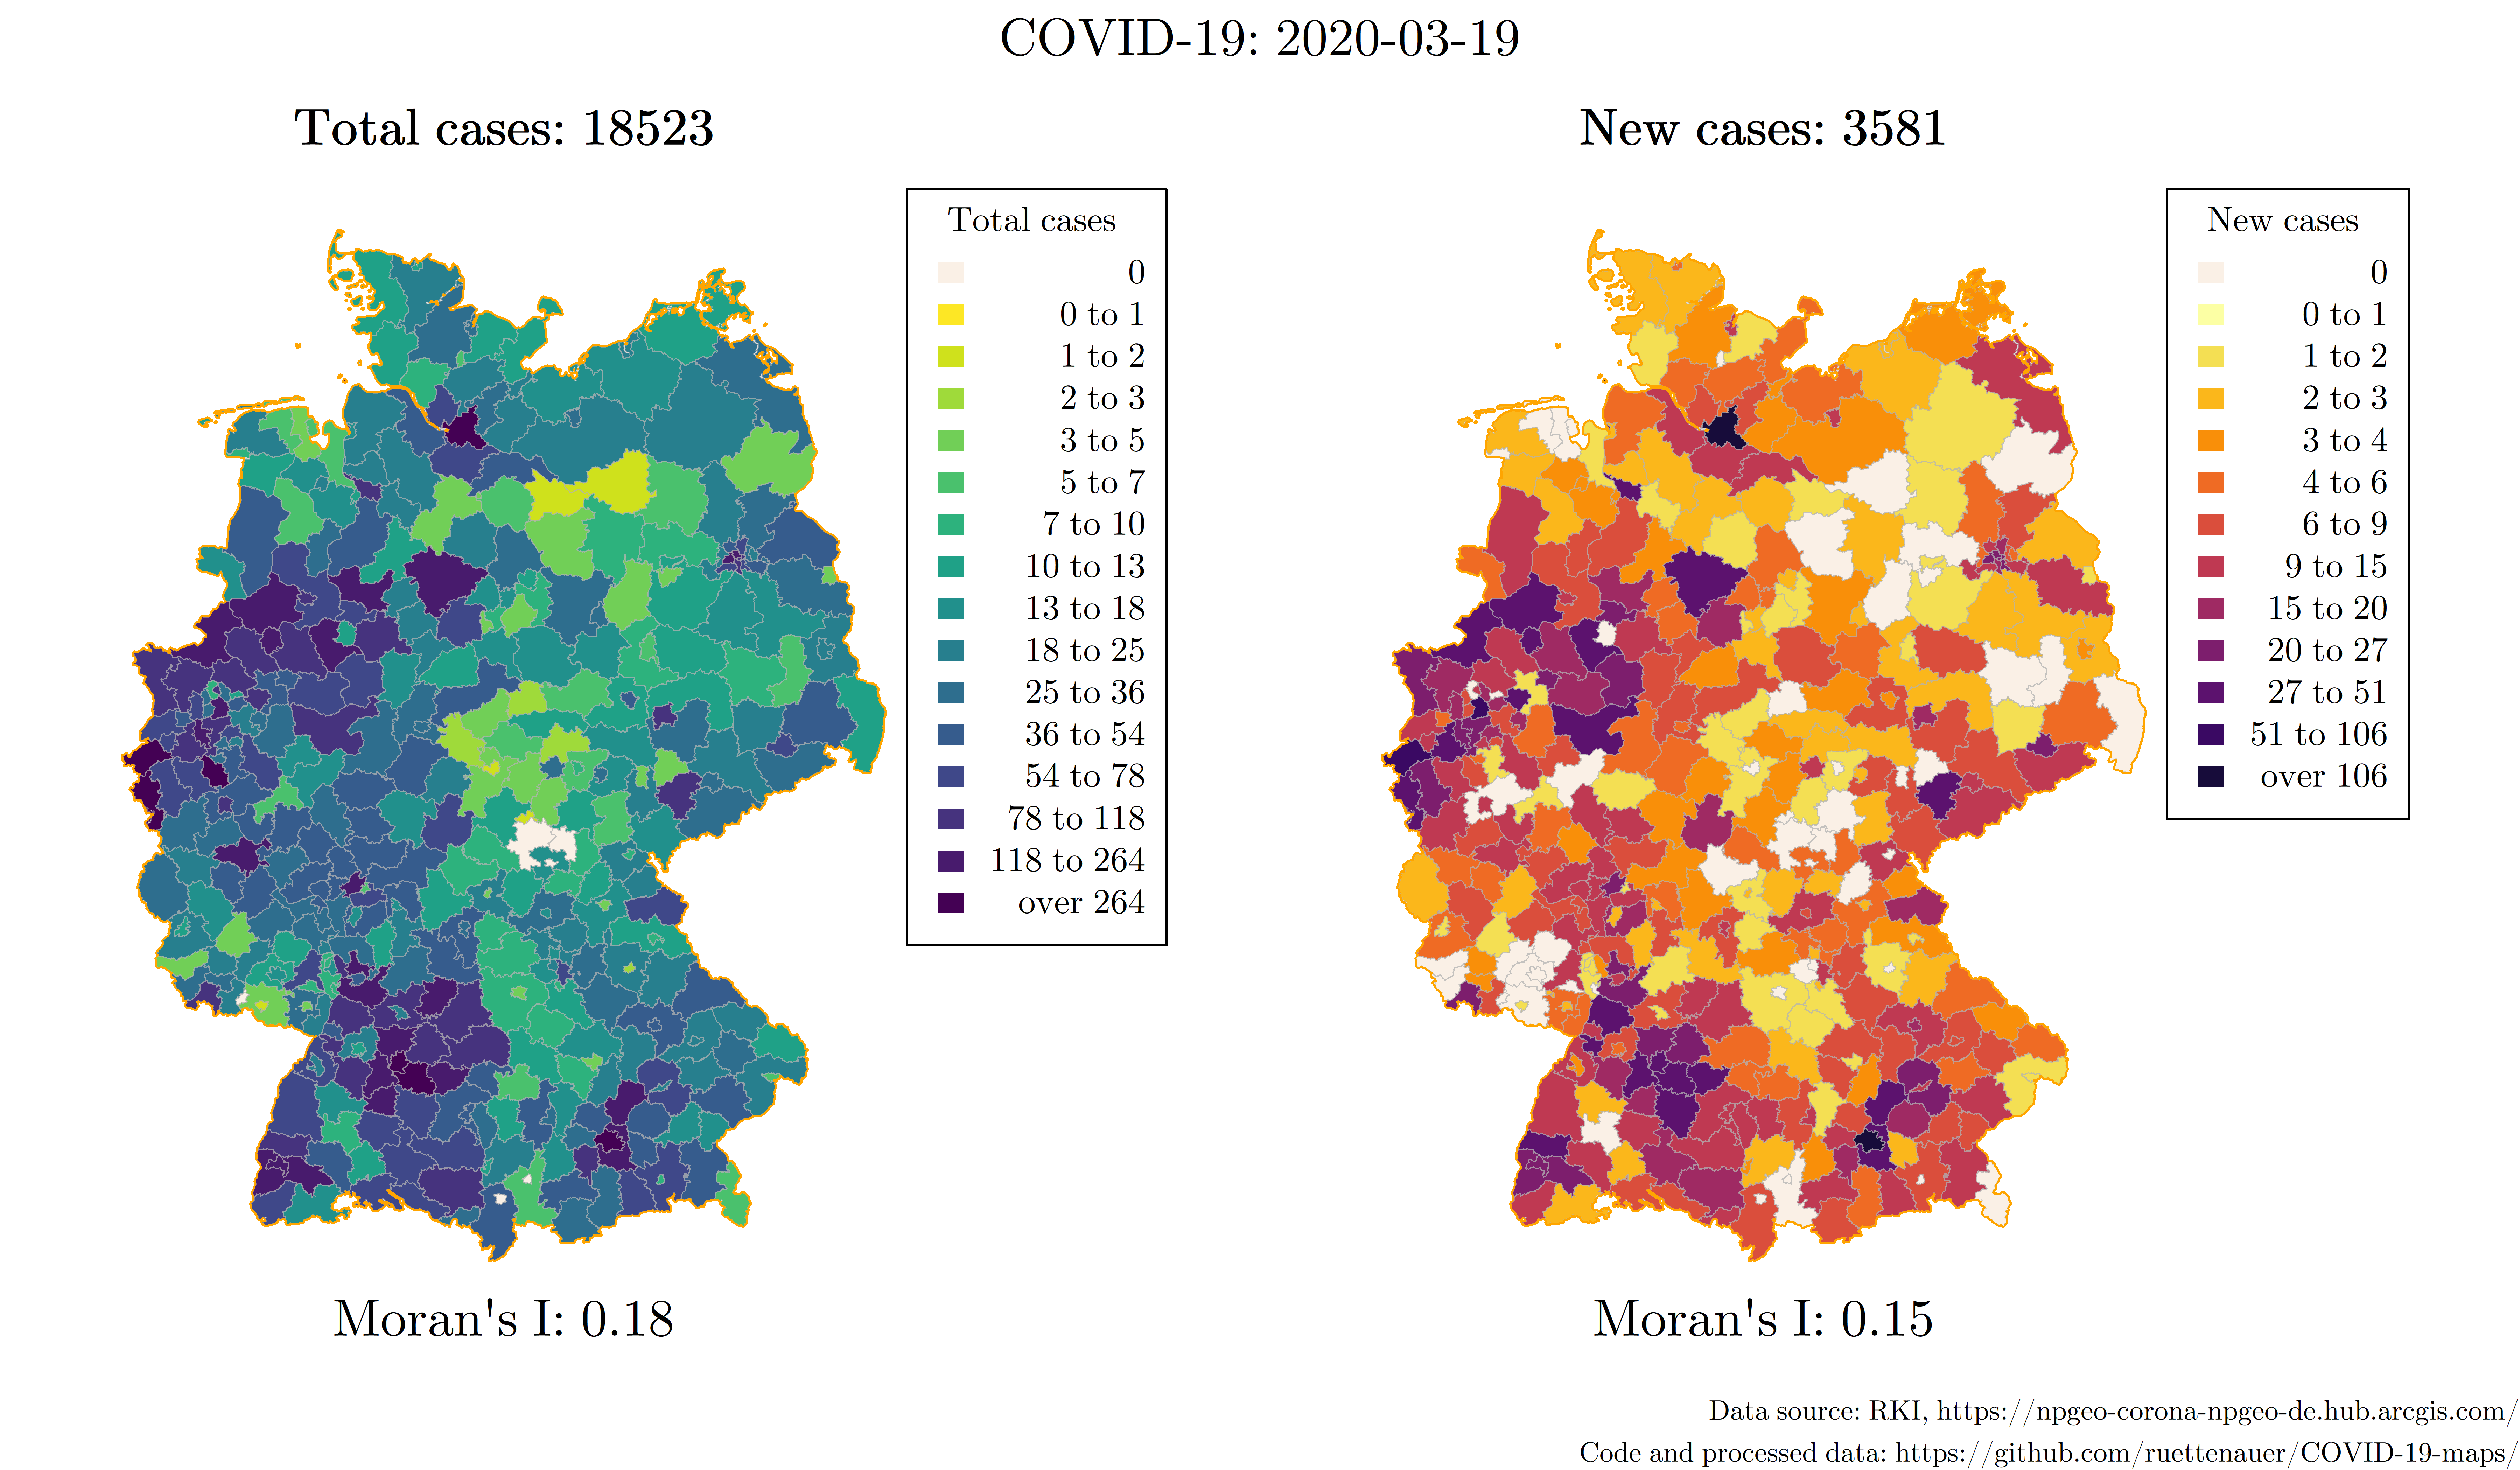 COVID-19: 2020-03-19
Total cases: 18523
Total cases
0
0 to 1
1 to 2
2 to 3
3 to 5
5 to 7
7 to 10
10 to 13
13 to 18
18 to 25
25 to 36
36 to 54
54 to 78
78 to 118
118 to 264
over 264
Moran's I: 0.18
New cases: 3581
New cases
0
0 to 1
1 to 2
2 to 3
3 to 4
4 to 6
6 to 9
9 to 15
15 to 20
20 to 27
27 to 51
51 to 106
over 106
Moran's I: 0.15
Data source: RKI, https://npgeo-corona-npgeo-de.hub.arcgis.com/
Code and processed data: https://github.com/ruettenauer/COVID-19-maps/